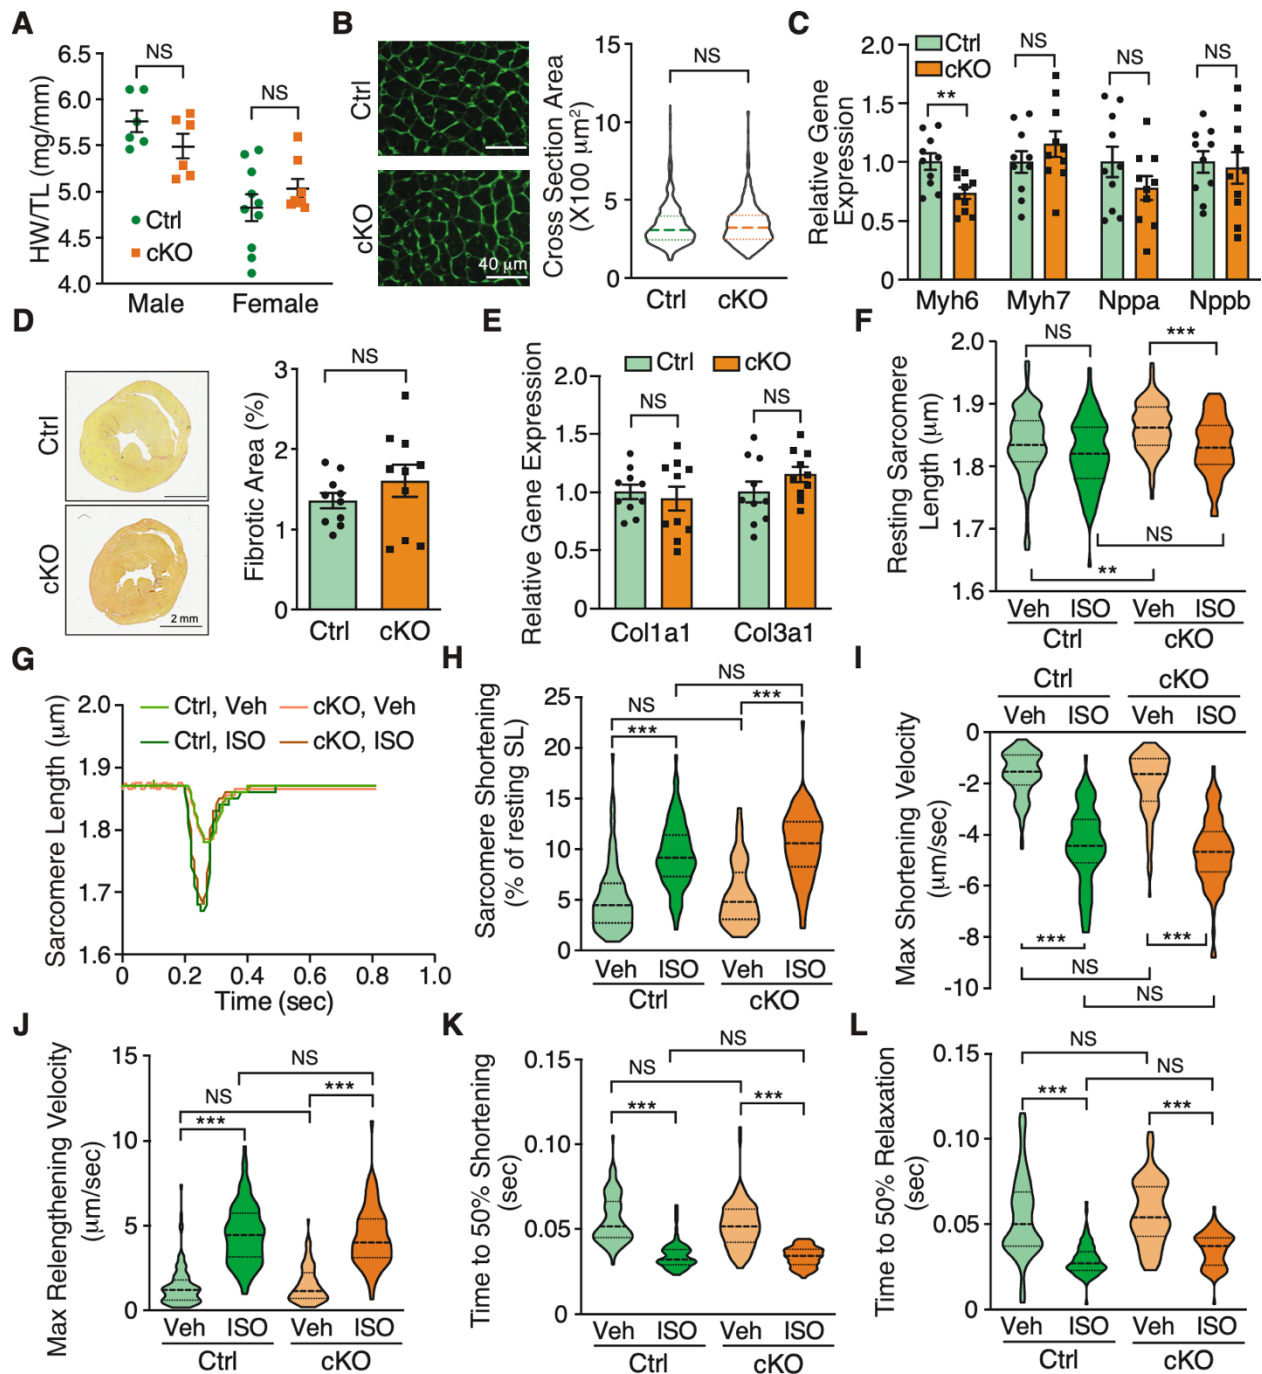 A
HW/TL (mg/mm)
6.5
6.0
5.5
5.0
4.5
4.0
NS
NS
Ctrl
cKO
Male
Female
B
Ctrl
cKO
40 μm
Cross Section Area
(X100 μm²)
15
10
5
0
NS
Ctrl
cKO
C
Relative Gene
Expression
2.0
1.5
1.0
0.5
0
Ctrl
cKO
**
NS
NS
NS
Myh6
Myh7
Nppa
Nppb
D
Ctrl
cKO
2 mm
Fibrotic Area (%)
3
2
1
0
NS
Ctrl
cKO
E
Relative Gene Expression
2.0
1.5
1.0
0.5
0
Ctrl
cKO
NS
NS
Col1a1
Col3a1
F
Resting Sarcomere
Length (μm)
2.0
1.9
1.8
1.7
1.6
NS
***
NS
**
Veh ISO Veh ISO
Ctrl
cKO
G
Sarcomere Length (μm)
2.0
1.9
1.8
1.7
1.6
Ctrl, Veh
cKO, Veh
Ctrl, ISO
cKO, ISO
0 0.2 0.4 0.6 0.8 1.0
Time (sec)
H
Sarcomere Shortening
(% of resting SL)
25
20
15
10
5
0
NS
NS
***
***
Veh ISO Veh ISO
Ctrl
cKO
I
Ctrl
cKO
Veh ISO Veh ISO
Max Shortening Velocity
(μm/sec)
0
-2
-4
-6
-8
-10
***
***
NS
NS
J
Max Relengthening Velocity
(μm/sec)
15
10
5
0
NS
NS
***
***
Veh ISO Veh ISO
Ctrl
cKO
K
Time to 50% Shortening
(sec)
0.15
0.10
0.05
0
NS
NS
***
***
Veh ISO Veh ISO
Ctrl
cKO
L
Time to 50% Relaxation
(sec)
0.15
0.10
0.05
0
NS
NS
***
***
Veh ISO Veh ISO
Ctrl
cKO